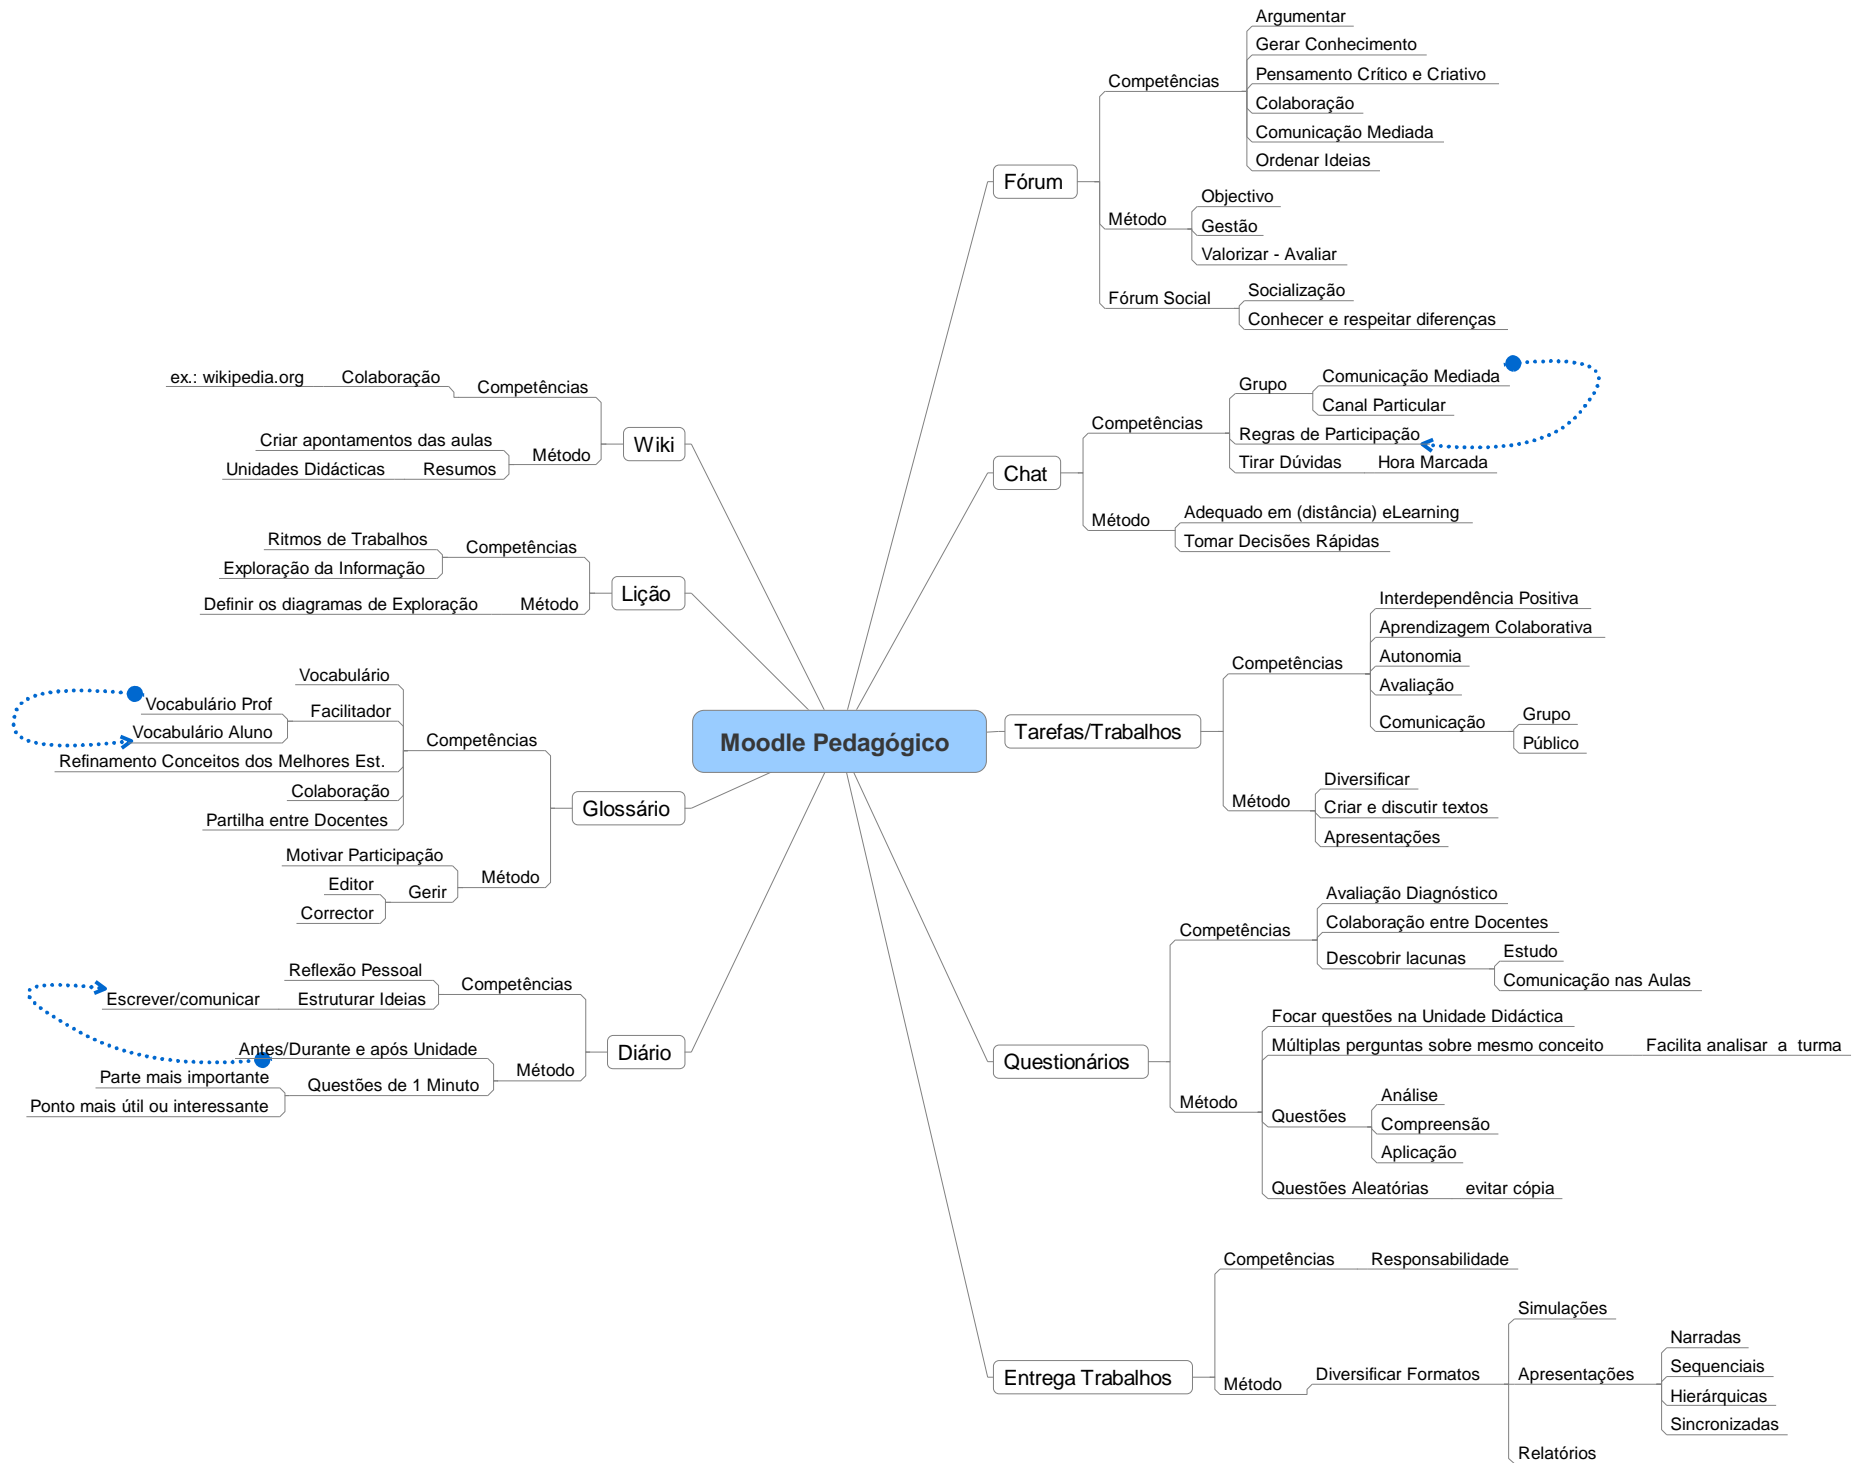 Moodle Pedagógico
Fórum
Competências
Argumentar
Gerar Conhecimento
Pensamento Crítico e Criativo
Colaboração
Comunicação Mediada
Ordenar Ideias
Método
Objectivo
Gestão
Valorizar - Avaliar
Fórum Social
Socialização
Conhecer e respeitar diferenças
Chat
Competências
Grupo
Comunicação Mediada
Canal Particular
Regras de Participação
Tirar Dúvidas
Hora Marcada
Método
Adequado em (distância) eLearning
Tomar Decisões Rápidas
Tarefas/Trabalhos
Competências
Interdependência Positiva
Aprendizagem Colaborativa
Autonomia
Avaliação
Comunicação
Grupo
Público
Método
Diversificar
Criar e discutir textos
Apresentações
Questionários
Competências
Avaliação Diagnóstico
Colaboração entre Docentes
Descobrir lacunas
Estudo
Comunicação nas Aulas
Método
Focar questões na Unidade Didáctica
Múltiplas perguntas sobre mesmo conceito
Facilita analisar a turma
Questões
Análise
Compreensão
Aplicação
Questões Aleatórias
evitar cópia
Entrega Trabalhos
Competências
Responsabilidade
Método
Diversificar Formatos
Simulações
Apresentações
Narradas
Sequenciais
Hierárquicas
Sincronizadas
Relatórios
Wiki
Competências
Colaboração
ex.: wikipedia.org
Método
Criar apontamentos das aulas
Resumos
Unidades Didácticas
Lição
Competências
Ritmos de Trabalhos
Exploração da Informação
Método
Definir os diagramas de Exploração
Glossário
Competências
Vocabulário
Facilitador
Vocabulário Prof
Vocabulário Aluno
Refinamento Conceitos dos Melhores Est.
Colaboração
Partilha entre Docentes
Método
Motivar Participação
Gerir
Editor
Corrector
Diário
Competências
Reflexão Pessoal
Estruturar Ideias
Escrever/comunicar
Método
Antes/Durante e após Unidade
Questões de 1 Minuto
Parte mais importante
Ponto mais útil ou interessante